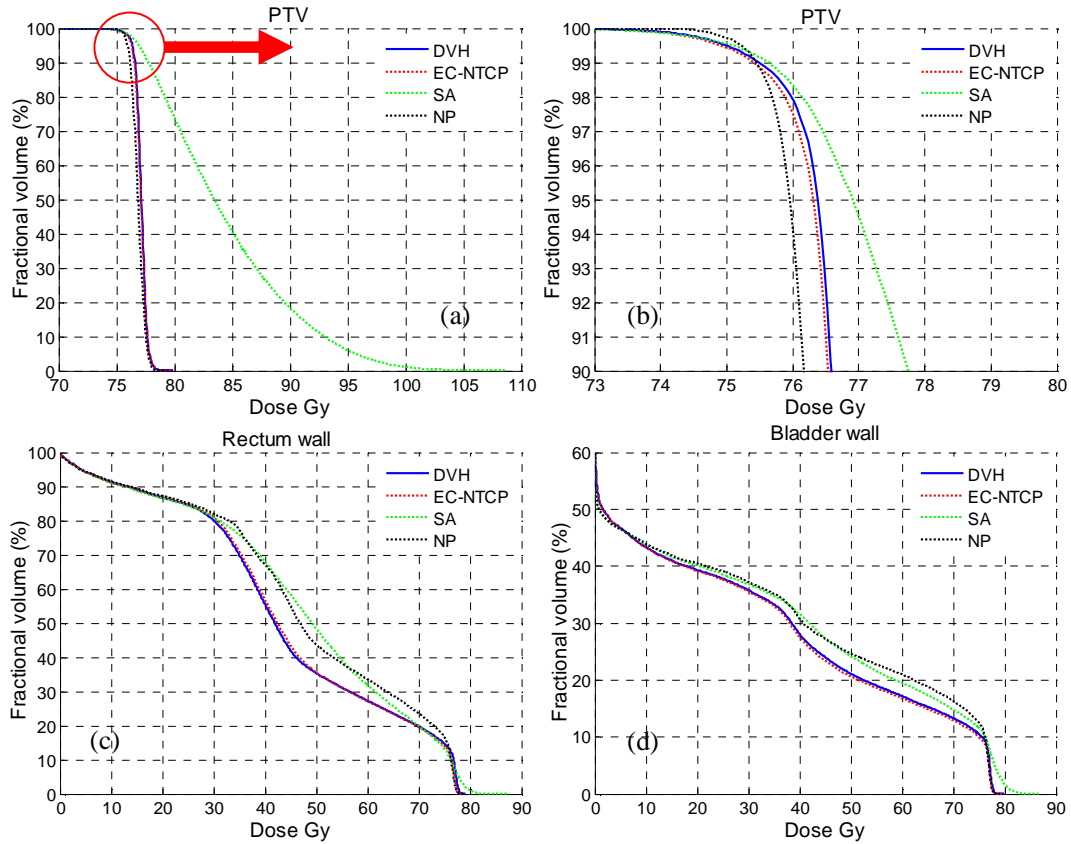 PTV
100
90
80
70
60
50
40
30
20
10
0
Fractional volume (%)
DVH
EC-NTCP
SA
NP
(a)
70 75 80 85 90 95 100 105 110
Dose Gy
PTV
100
99
98
97
96
95
94
93
92
91
90
Fractional volume (%)
DVH
EC-NTCP
SA
NP
(b)
73 74 75 76 77 78 79 80
Dose Gy
Rectum wall
100
90
80
70
60
50
40
30
20
10
0
Fractional volume (%)
DVH
EC-NTCP
SA
NP
(c)
0 10 20 30 40 50 60 70 80 90
Dose Gy
Bladder wall
60
50
40
30
20
10
0
Fractional volume (%)
DVH
EC-NTCP
SA
NP
(d)
0 10 20 30 40 50 60 70 80 90
Dose Gy